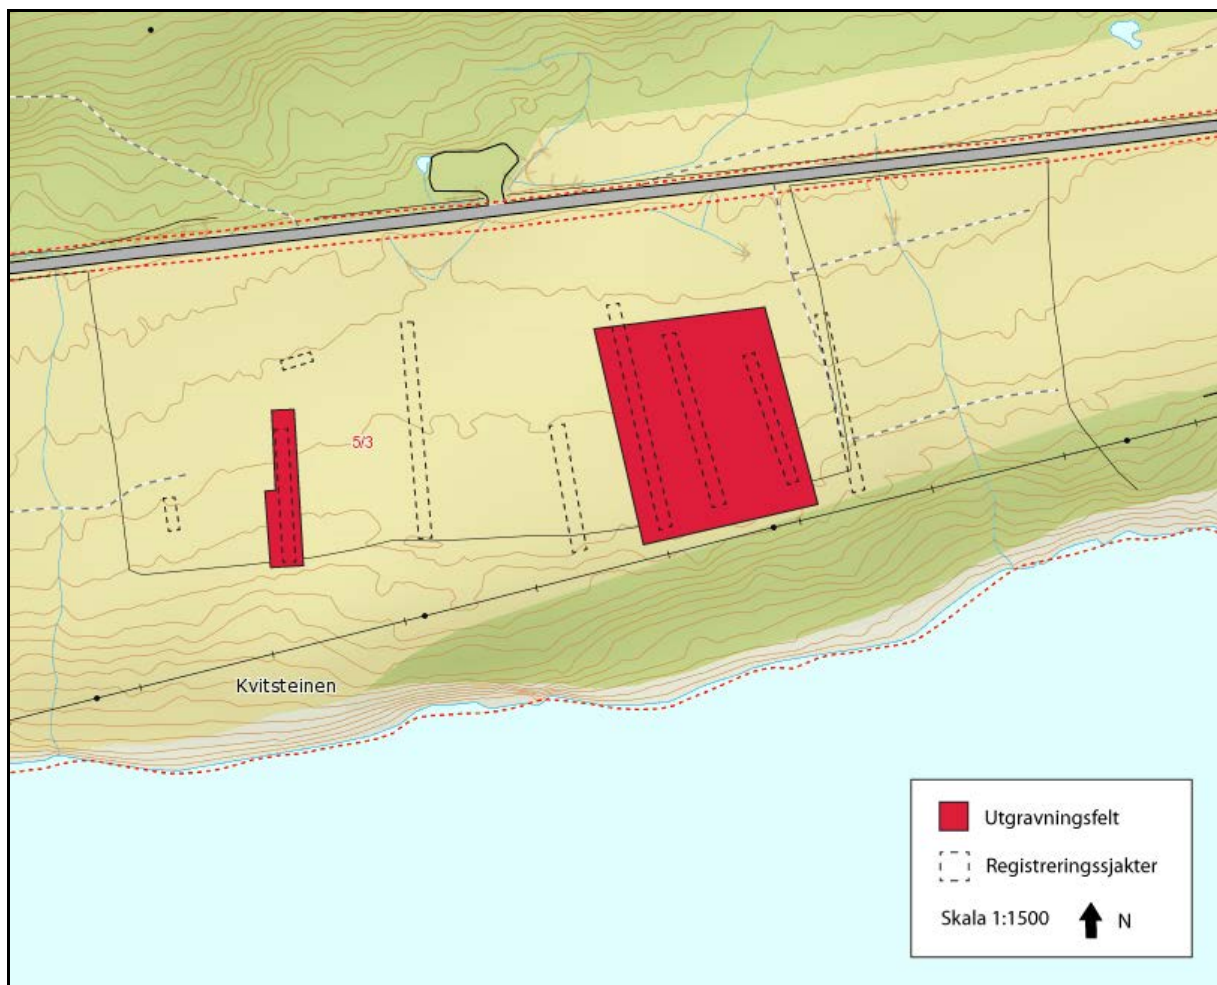 5/3
Kvitsteinen
Utgravningsfelt
Registreringssjakter
Skala 1:1500 N